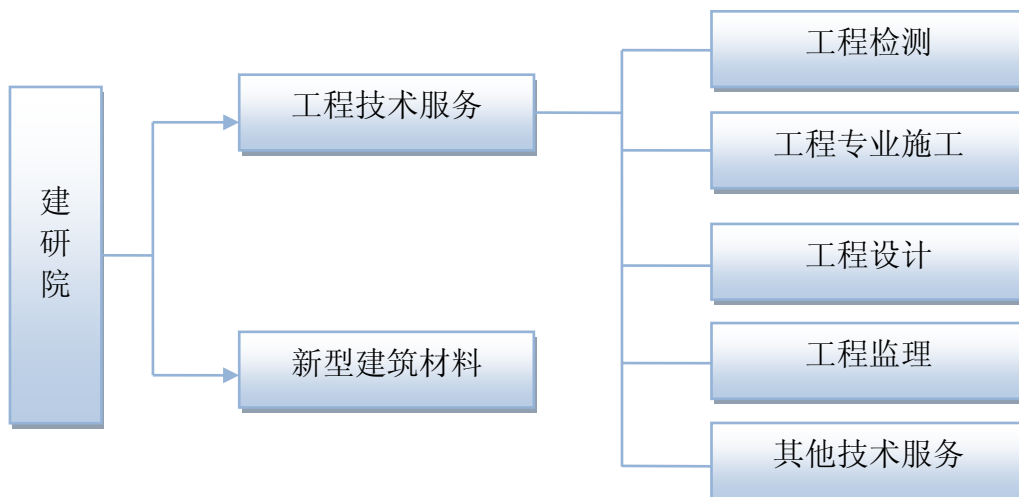 建研院
工程技术服务
新型建筑材料
工程检测
工程专业施工
工程设计
工程监理
其他技术服务